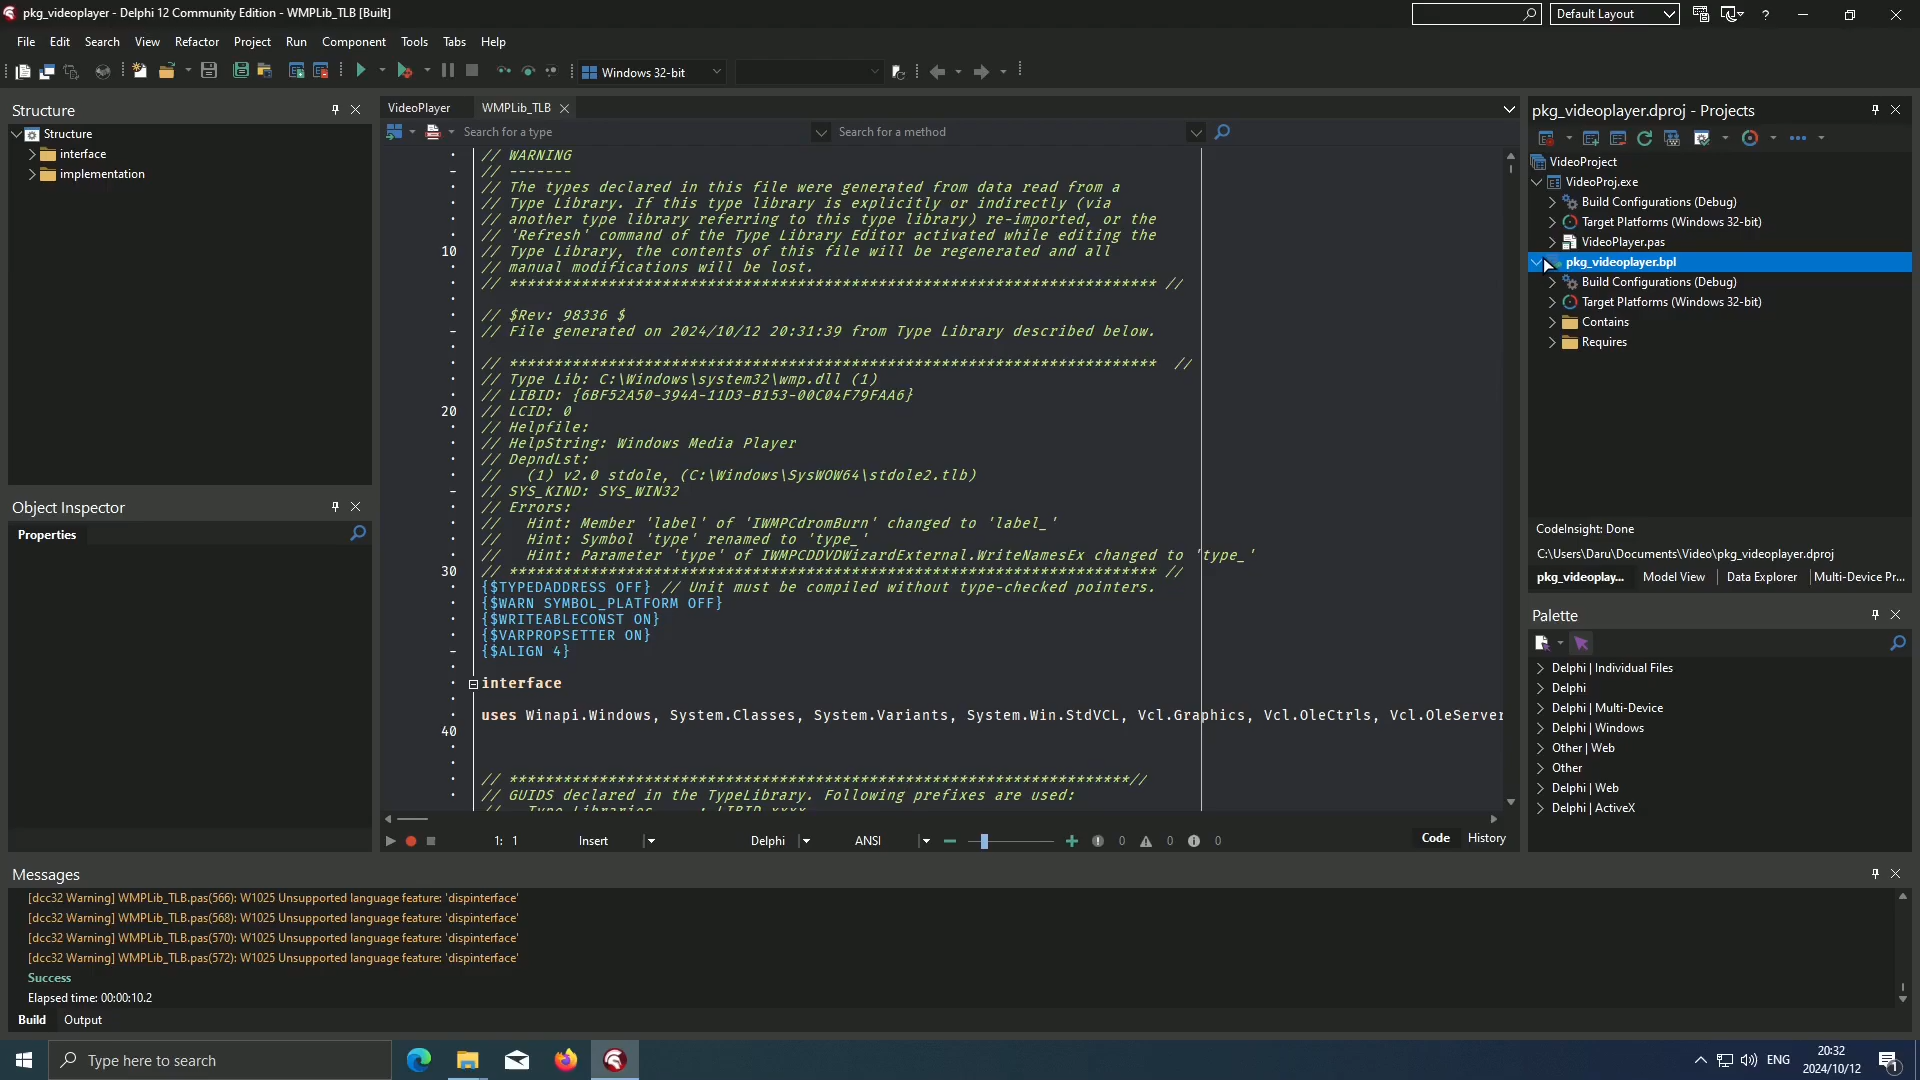 pkg_videoplayer - Delphi 12 Community Edition - WMPLib_TLB [Built]
Default Layout
?
File Edit Search View Refactor Project Run Component Tools Tabs Help
Windows 32-bit
Structure
Structure
interface
implementation
Object Inspector
Properties
VideoPlayer WMPLib_TLB
Search for a type Search for a method
// WARNING
// -------
// The types declared in this file were generated from data read from a
// Type Library. If this type library is explicitly or indirectly (via
// another type library referring to this type library) re-imported, or the
// 'Refresh' command of the Type Library Editor activated while editing the
10 // Type Library, the contents of this file will be regenerated and all
// manual modifications will be lost.
// ************************************************************************ //
// $Rev: 98336 $
// File generated on 2024/10/12 20:31:39 from Type Library described below.
// ************************************************************************  //
// Type Lib: C:\Windows\system32\wmp.dll (1)
// LIBID: {6BF52A50-394A-11D3-B153-00C04F79FAA6}
20 // LCID: 0
// Helpfile:
// HelpString: Windows Media Player
// DepndLst:
//   (1) v2.0 stdole, (C:\Windows\SysWOW64\stdole2.tlb)
// SYS_KIND: SYS_WIN32
// Errors:
//   Hint: Member 'label' of 'IWMPCdromBurn' changed to 'label_'
//   Hint: Symbol 'type' renamed to 'type_'
//   Hint: Parameter 'type' of IWMPCDDVDWizardExternal.WriteNamesEx changed to 'type_'
30 // ************************************************************************ //
{$TYPEDADDRESS OFF} // Unit must be compiled without type-checked pointers.
{$WARN SYMBOL_PLATFORM OFF}
{$WRITEABLECONST ON}
{$VARPROPSETTER ON}
{$ALIGN 4}
interface
uses Winapi.Windows, System.Classes, System.Variants, System.Win.StdVCL, Vcl.Graphics, Vcl.OleCtrls, Vcl.OleServer
40
// *********************************************************************//
// GUIDS declared in the TypeLibrary. Following prefixes are used:
1: 1 Insert Delphi ANSI 0 0 0 Code History
pkg_videoplayer.dproj - Projects
VideoProject
VideoProj.exe
Build Configurations (Debug)
Target Platforms (Windows 32-bit)
VideoPlayer.pas
pkg_videoplayer.bpl
Build Configurations (Debug)
Target Platforms (Windows 32-bit)
Contains
Requires
CodeInsight: Done
C:\Users\Daru\Documents\Video\pkg_videoplayer.dproj
pkg_videoplay... Model View Data Explorer Multi-Device Pr...
Palette
Delphi | Individual Files
Delphi
Delphi | Multi-Device
Delphi | Windows
Other | Web
Other
Delphi | Web
Delphi | ActiveX
Messages
[dcc32 Warning] WMPLib_TLB.pas(566): W1025 Unsupported language feature: 'dispinterface'
[dcc32 Warning] WMPLib_TLB.pas(568): W1025 Unsupported language feature: 'dispinterface'
[dcc32 Warning] WMPLib_TLB.pas(570): W1025 Unsupported language feature: 'dispinterface'
[dcc32 Warning] WMPLib_TLB.pas(572): W1025 Unsupported language feature: 'dispinterface'
Success
Elapsed time: 00:00:10.2
Build Output
Type here to search
ENG
20:32
2024/10/12
1